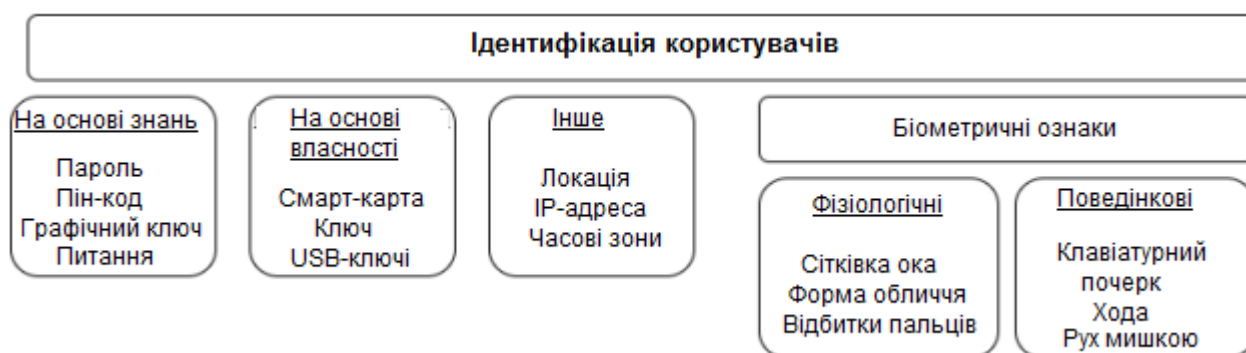 Ідентифікація користувачів
На основі знань
Пароль
Пін-код
Графічний ключ
Питання
На основі
власності
Смарт-карта
Ключ
USB-ключі
Інше
Локація
IP-адреса
Часові зони
Біометричні ознаки
Фізіологічні
Сітківка ока
Форма обличчя
Відбитки пальців
Поведінкові
Клавіатурний
почерк
Хода
Рух мишкою